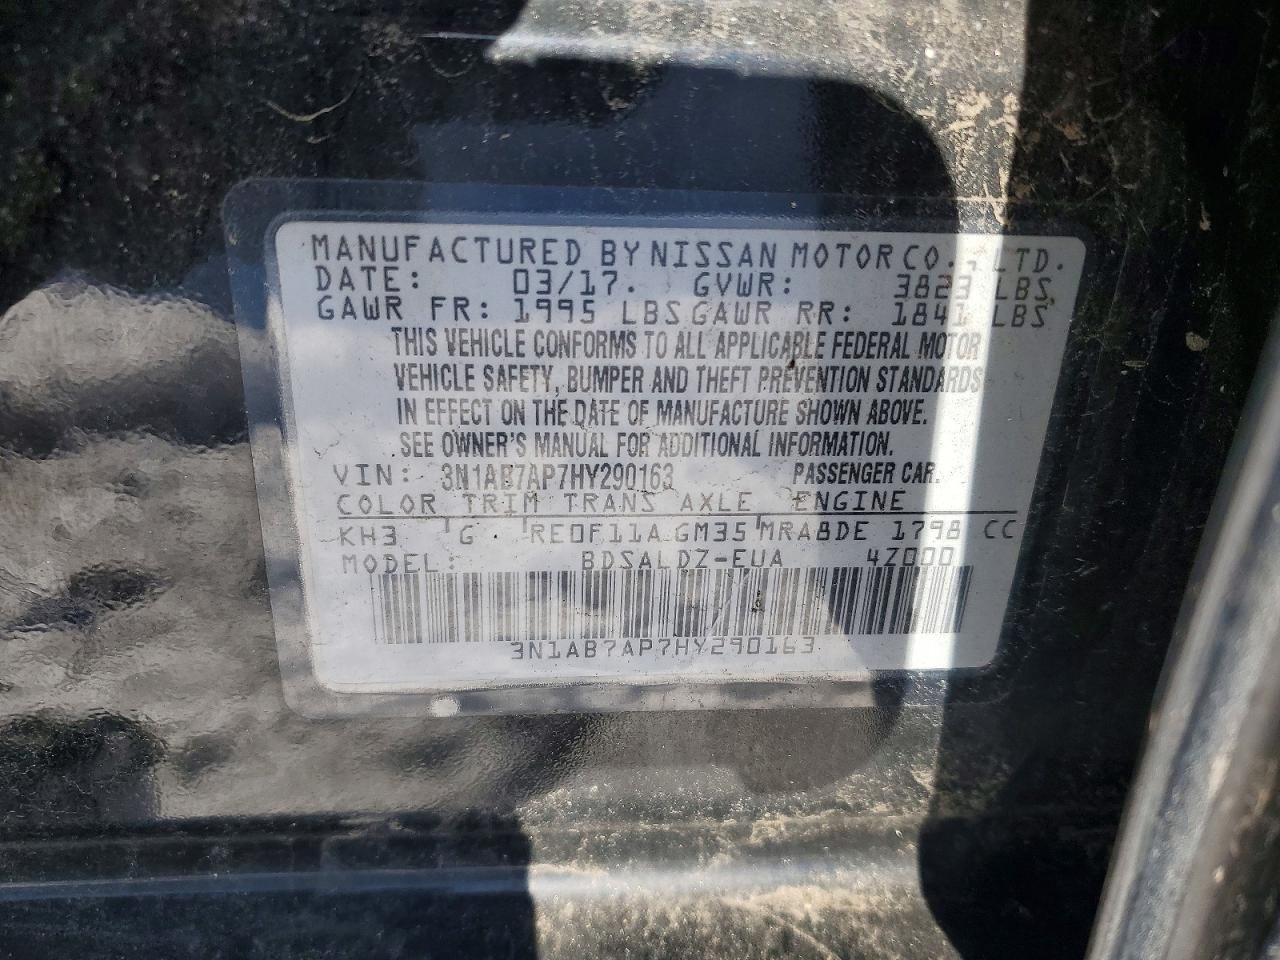 MANUFACTURED BY NISSAN MOTOR CO., LTD.
DATE: 03/17. GVWR: 3823 LBS
GAWR FR: 1995 LBS GAWR RR: 1841 LBS
THIS VEHICLE CONFORMS TO ALL APPLICABLE FEDERAL MOTOR
VEHICLE SAFETY, BUMPER AND THEFT PREVENTION STANDARDS
IN EFFECT ON THE DATE OF MANUFACTURE SHOWN ABOVE.
SEE OWNER'S MANUAL FOR ADDITIONAL INFORMATION.
VIN: 3N1AB7AP7HY290163 PASSENGER CAR.
COLOR TRIM TRANS AXLE ENGINE
KH3 G RE0F11A GM35 MRA8DE 1798 CC
MODEL: BDSALDZ-EUA 4Z000
3N1AB7AP7HY290163